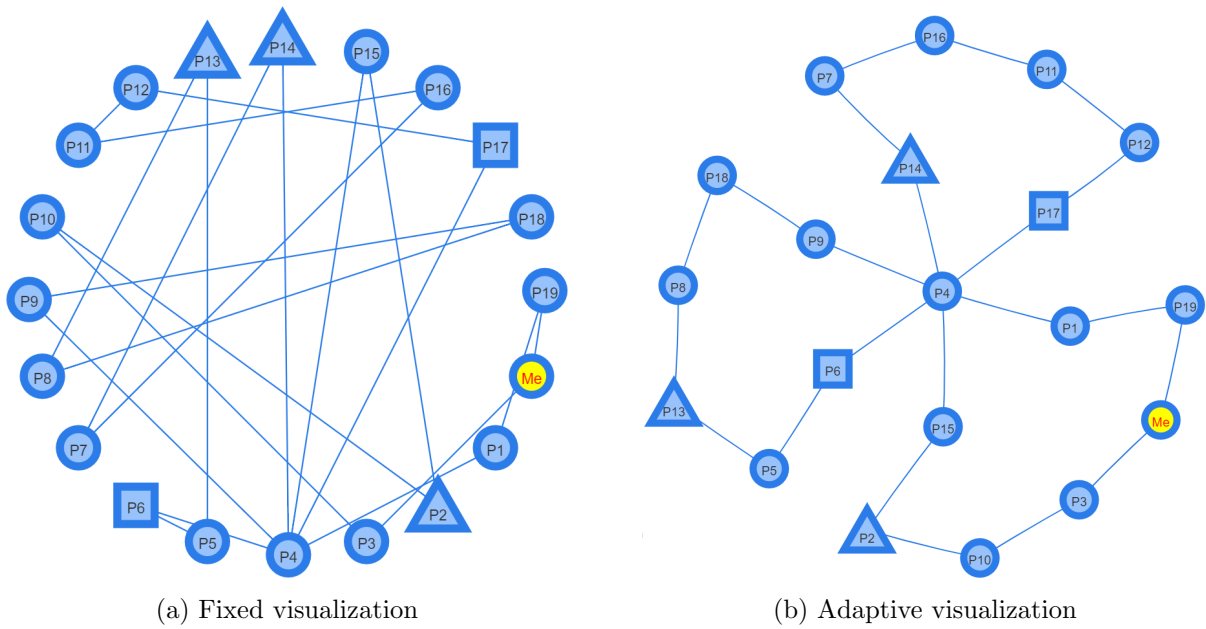 P13
P14
P15
P12
P16
P11
P17
P10
P18
P9
P19
P8
Me
P7
P1
P6
P2
P5
P4
P3
(a) Fixed visualization
P16
P7
P11
P12
P14
P18
P17
P9
P8
P4
P19
P1
P6
P13
P15
Me
P5
P3
P2
P10
(b) Adaptive visualization